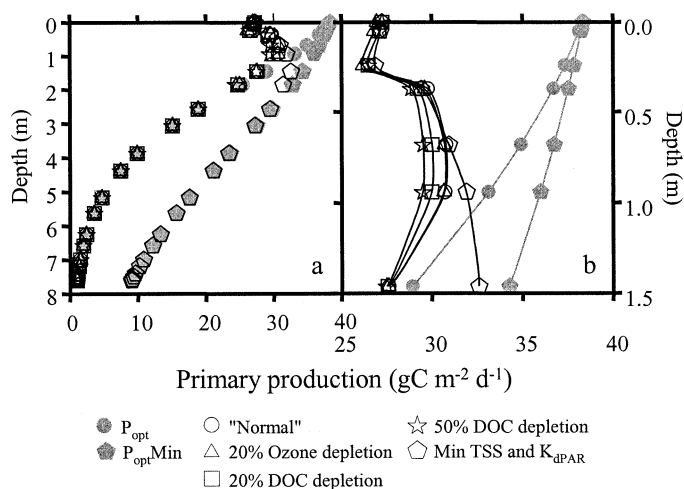 0
1
2
3
4
5
6
7
8
Depth (m)
0 10 20 30 40
a
b
25 30 35 40
0.0
0.5
1.0
1.5
Depth (m)
Primary production (gC m-2 d-1)
Popt
PoptMin
"Normal"
20% Ozone depletion
20% DOC depletion
50% DOC depletion
Min TSS and KdPAR